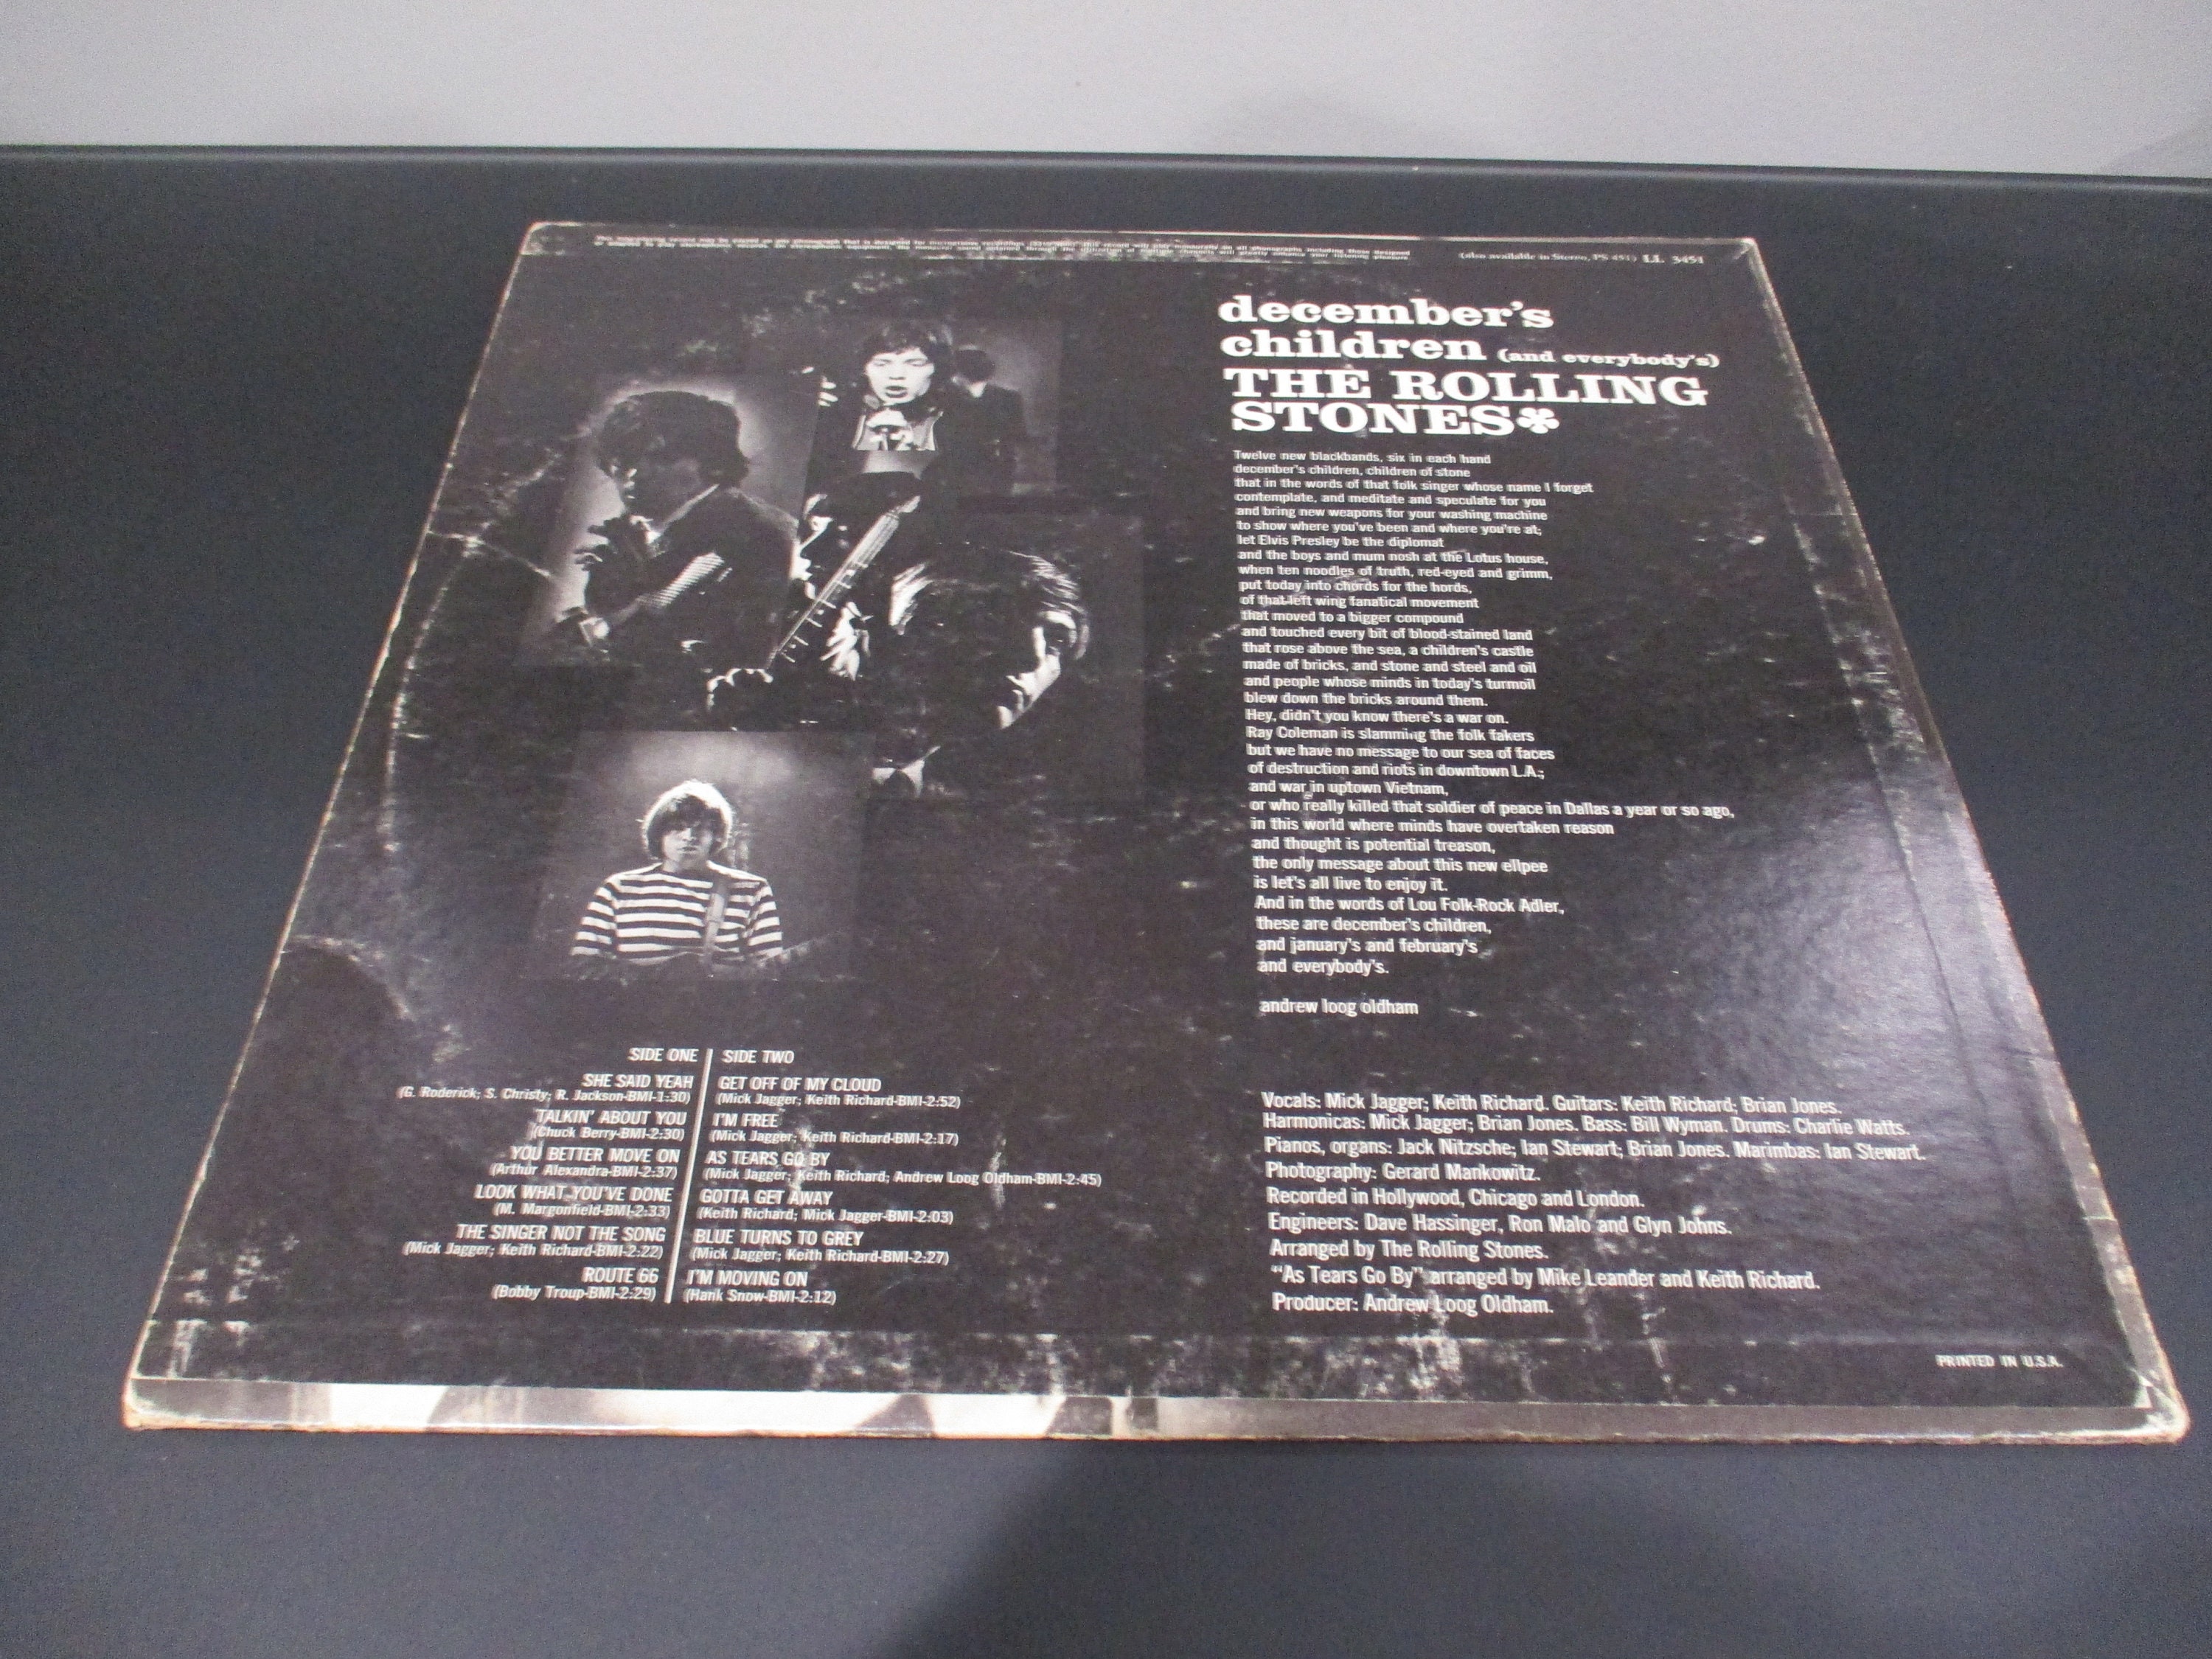 This microgroove record may be played on any phonograph that is designed for microgroove
(also available in Stereo, PS 451) LL 3451
december's
children (and everybody's)
THE ROLLING
STONES
Twelve new blackbands, six in each hand
december's children, children of stone
that in the words of that folk singer whose name I forget
contemplate, and meditate and speculate for you
and bring new weapons for your washing machine
to show where you've been and where you're at;
let Elvis Presley be the diplomat
and the boys and mum nosh at the Lotus house,
when ten noodles of truth, red-eyed and grimm,
put today into chords for the hords,
of that left wing fanatical movement
that moved to a bigger compound
and touched every bit of blood-stained land
that rose above the sea, a children's castle
made of bricks, and stone and steel and oil
and people whose minds in today's turmoil
blew down the bricks around them.
Hey, didn't you know there's a war on.
Ray Coleman is slamming the folk fakers
but we have no message to our sea of faces
of destruction and riots in downtown L.A.;
and war in uptown Vietnam,
or who really killed that soldier of peace in Dallas a year or so ago,
in this world where minds have overtaken reason
and thought is potential treason,
the only message about this new ellpee
is let's all live to enjoy it.
And in the words of Lou Folk-Rock Adler,
these are december's children,
and january's and february's
and everybody's.
andrew loog oldham
SIDE ONE
SHE SAID YEAH
(G. Roderick; S. Christy; R. Jackson-BMI-1:30)
TALKIN' ABOUT YOU
(Chuck Berry-BMI-2:30)
YOU BETTER MOVE ON
(Arthur Alexandra-BMI-2:37)
LOOK WHAT YOU'VE DONE
(M. Margonfield-BMI-2:33)
THE SINGER NOT THE SONG
(Mick Jagger; Keith Richard-BMI-2:22)
ROUTE 66
(Bobby Troup-BMI-2:29)
SIDE TWO
GET OFF OF MY CLOUD
(Mick Jagger; Keith Richard-BMI-2:52)
I'M FREE
(Mick Jagger; Keith Richard-BMI-2:17)
AS TEARS GO BY
(Mick Jagger; Keith Richard; Andrew Loog Oldham-BMI-2:45)
GOTTA GET AWAY
(Keith Richard; Mick Jagger-BMI-2:03)
BLUE TURNS TO GREY
(Mick Jagger; Keith Richard-BMI-2:27)
I'M MOVING ON
(Hank Snow-BMI-2:12)
Vocals: Mick Jagger; Keith Richard. Guitars: Keith Richard; Brian Jones.
Harmonicas: Mick Jagger; Brian Jones. Bass: Bill Wyman. Drums: Charlie Watts.
Pianos, organs: Jack Nitzsche; Ian Stewart; Brian Jones. Marimbas: Ian Stewart.
Photography: Gerard Mankowitz.
Recorded in Hollywood, Chicago and London.
Engineers: Dave Hassinger, Ron Malo and Glyn Johns.
Arranged by The Rolling Stones.
"As Tears Go By" arranged by Mike Leander and Keith Richard.
Producer: Andrew Loog Oldham.
PRINTED IN U.S.A.